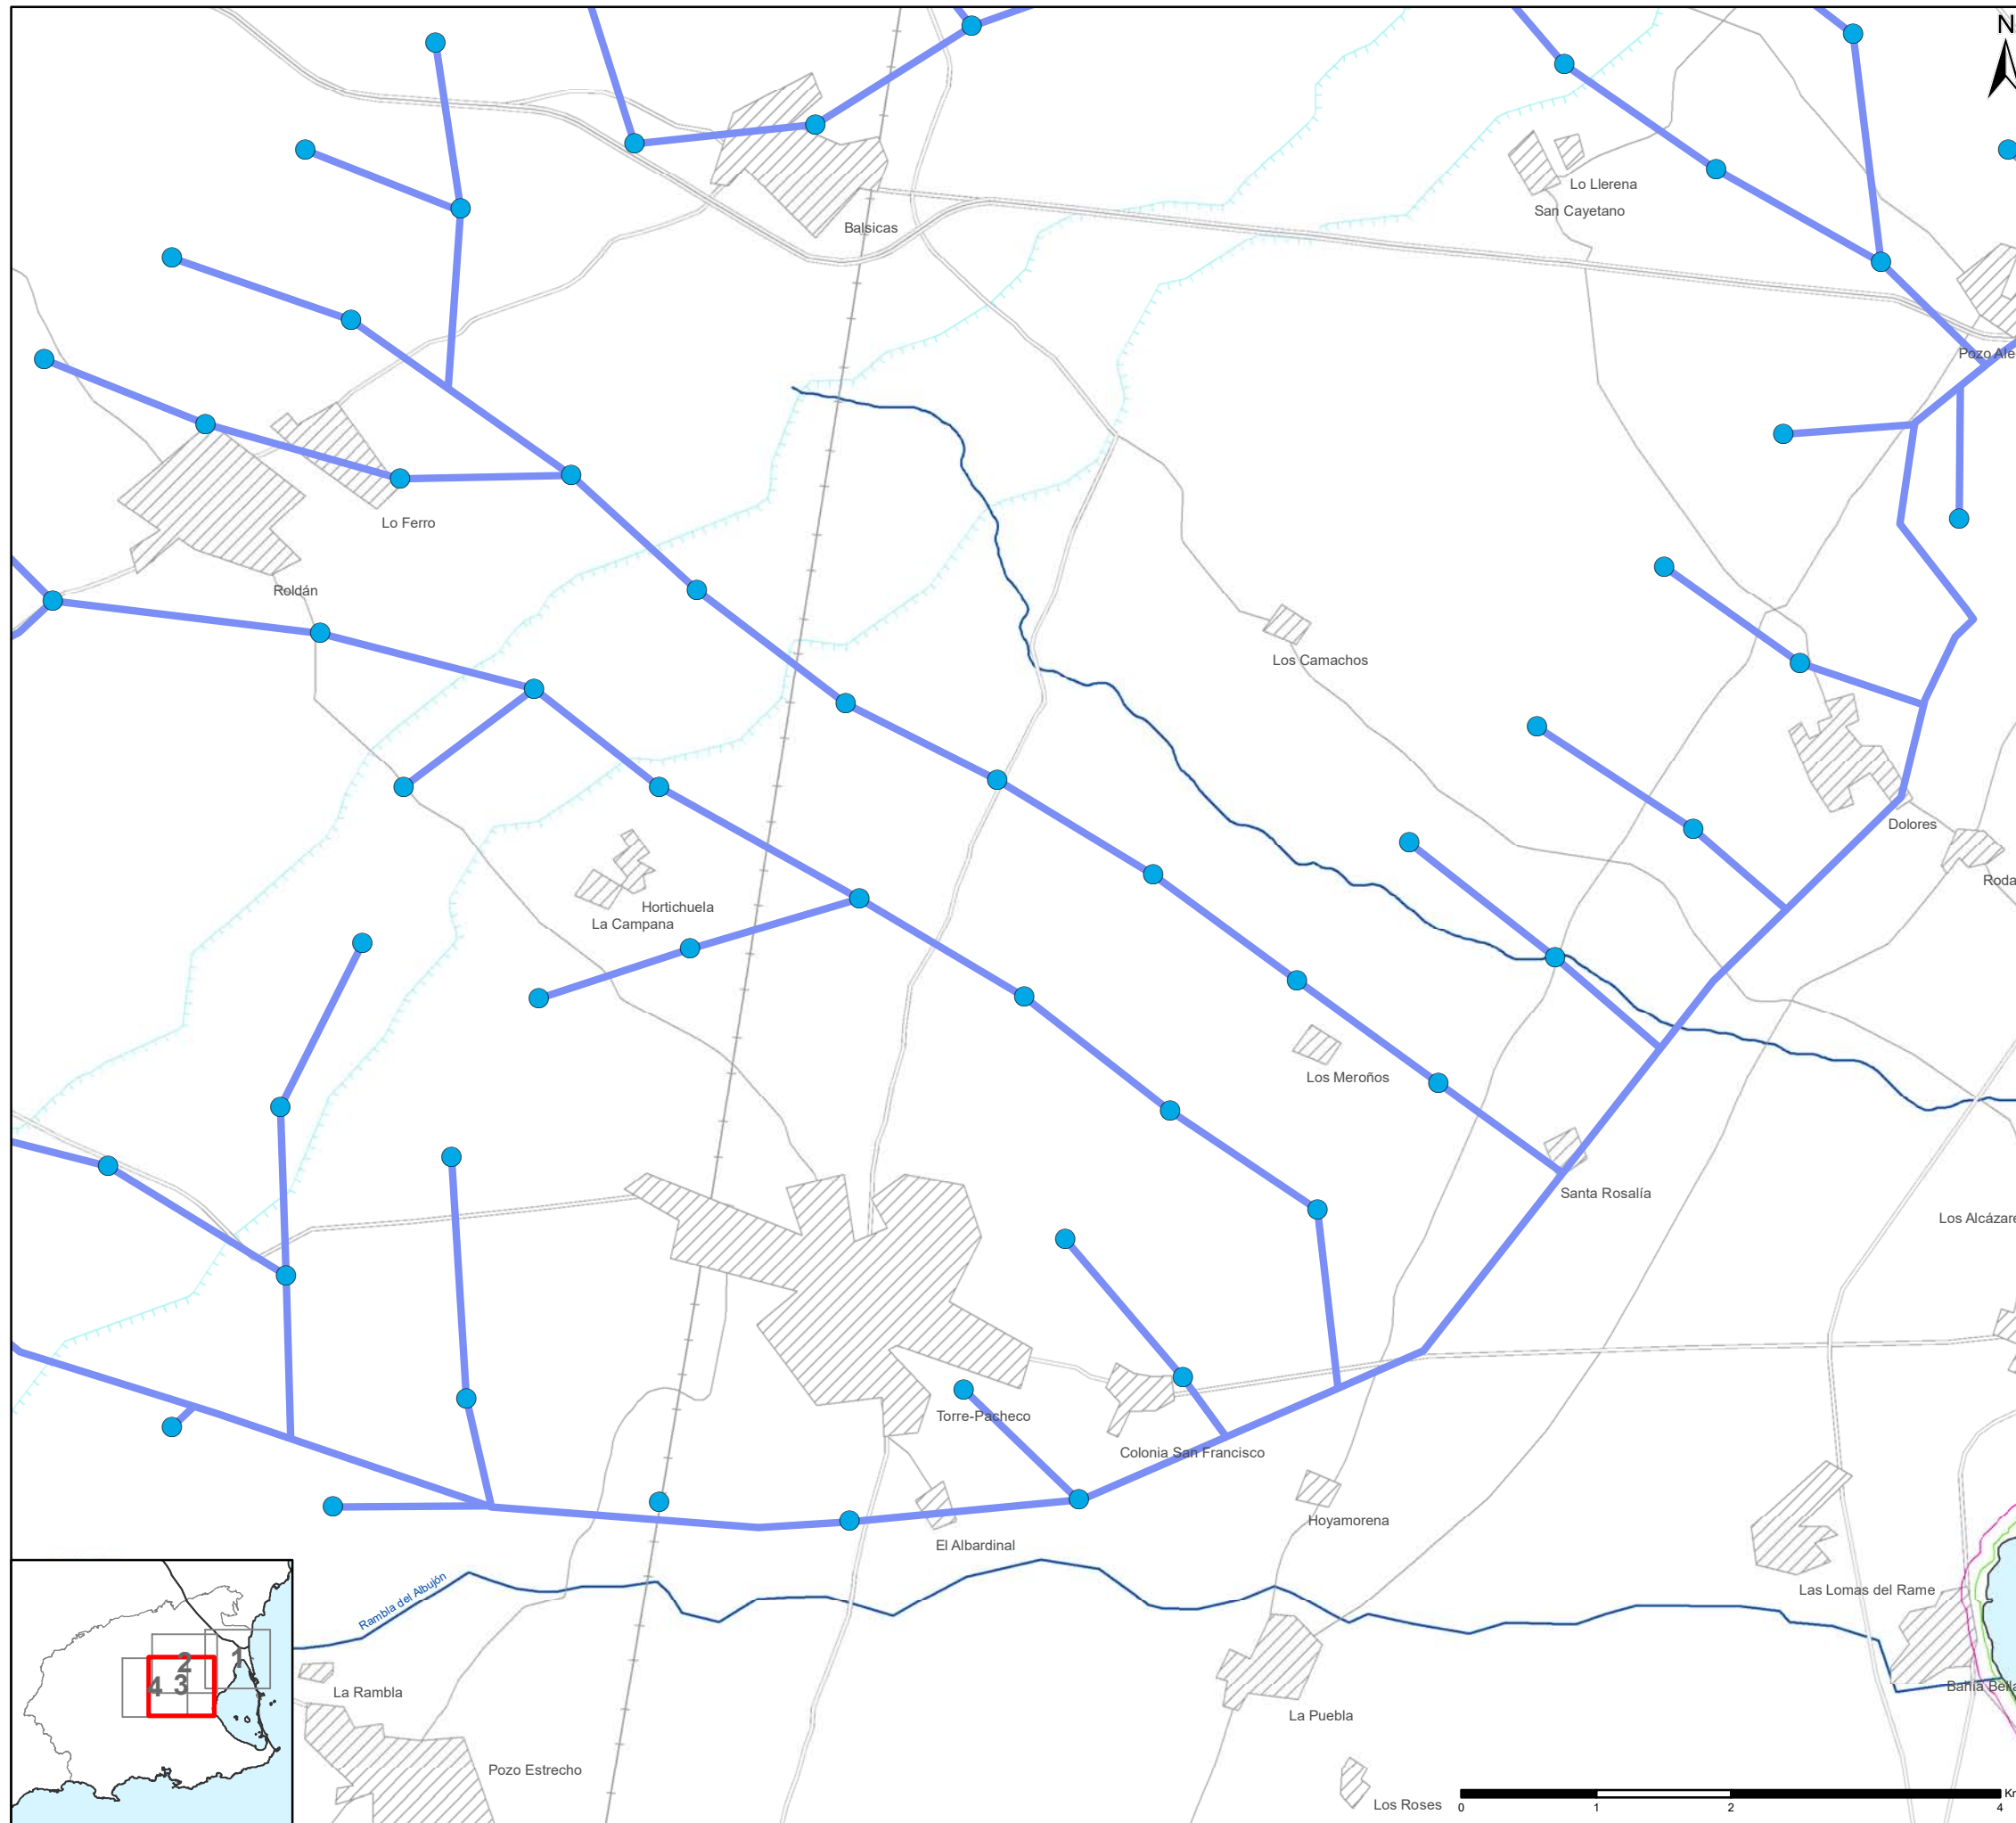 N
Lo Llerena
San Cayetano
Balsicas
Pozo Ale
Lo Ferro
Roldán
Los Camachos
Dolores
Roda
Hortichuela
La Campana
Los Meroños
Santa Rosalía
Los Alcázare
Torre-Pacheco
Colonia San Francisco
Hoyamorena
El Albardinal
Rambla del Albujón
Las Lomas del Rame
1
2
4 3
La Rambla
Bahía Bella
La Puebla
Pozo Estrecho
Los Roses
Km
0 1 2 4